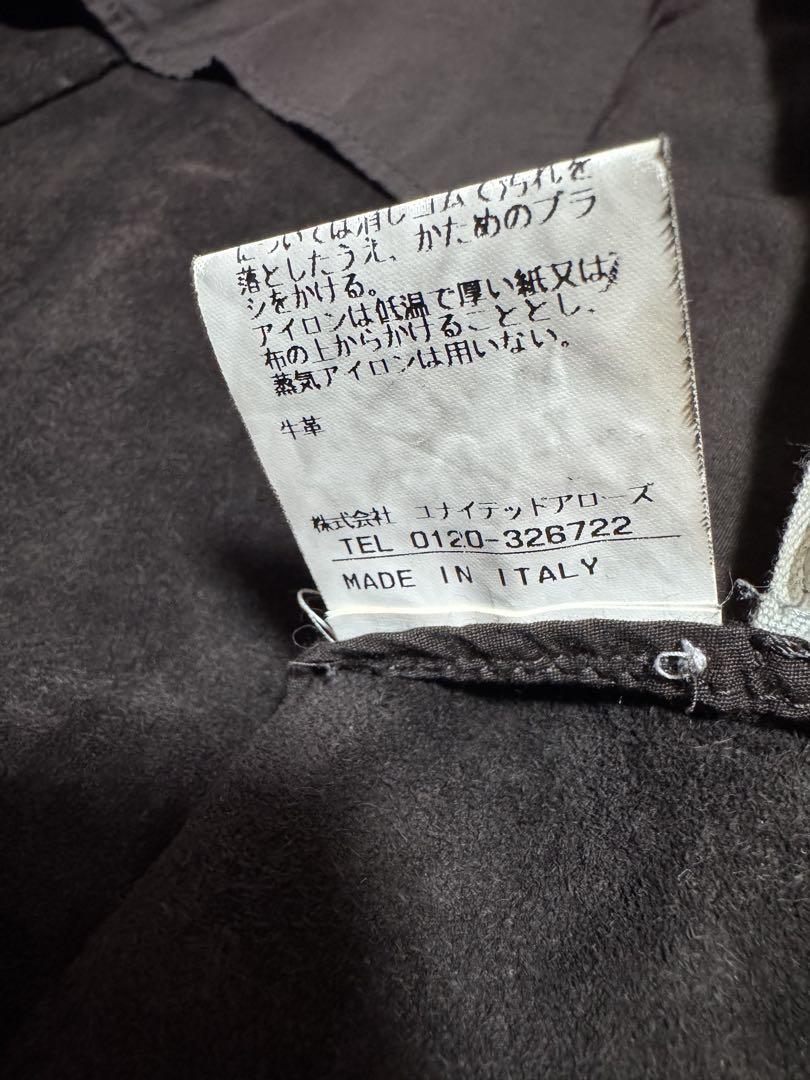 については消しゴムで汚れを
落としたうえ、かためのブラ
シをかける。
アイロンは低温で厚い紙又は
布の上からかけることとし、
蒸気アイロンは用いない。
牛革
株式会社 ユナイテッドアローズ
TEL 0120-326722
MADE IN ITALY